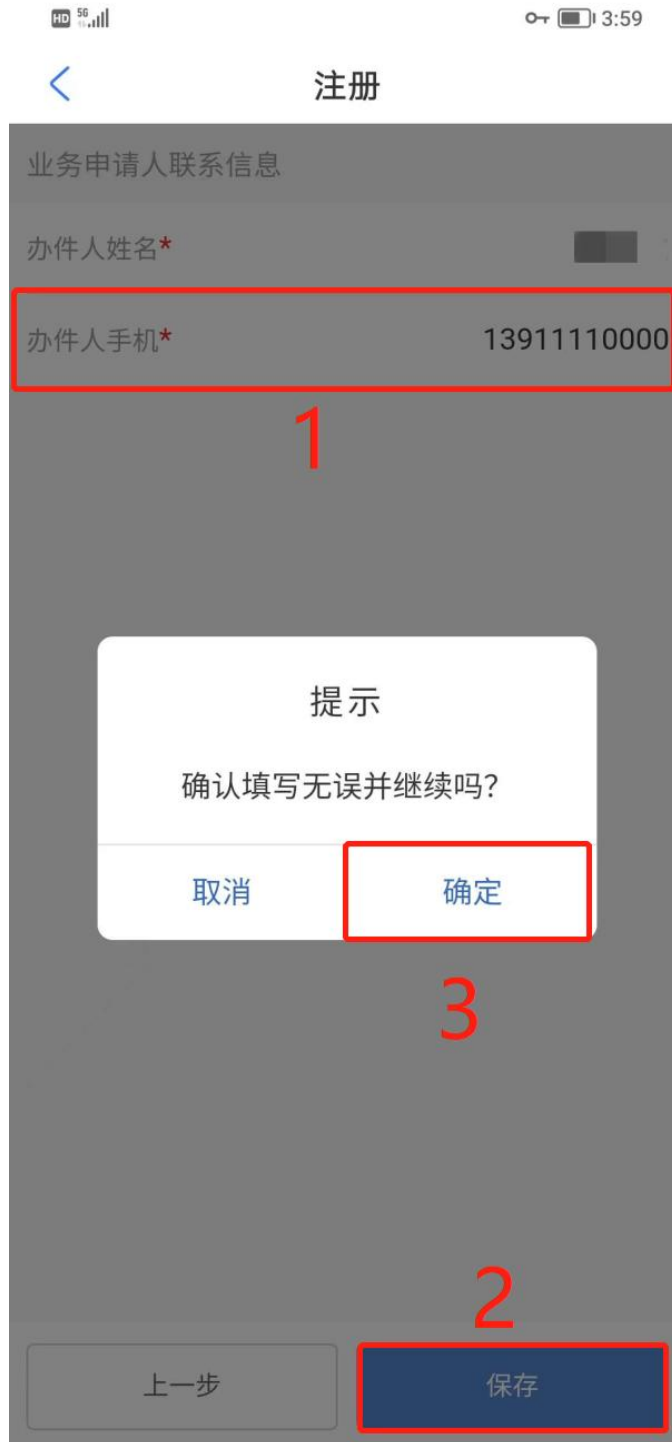 HD 5G 3:59
注册
业务申请人联系信息
办件人姓名*
办件人手机* 13911110000
1
提示
确认填写无误并继续吗?
取消 确定
3
2
上一步 保存